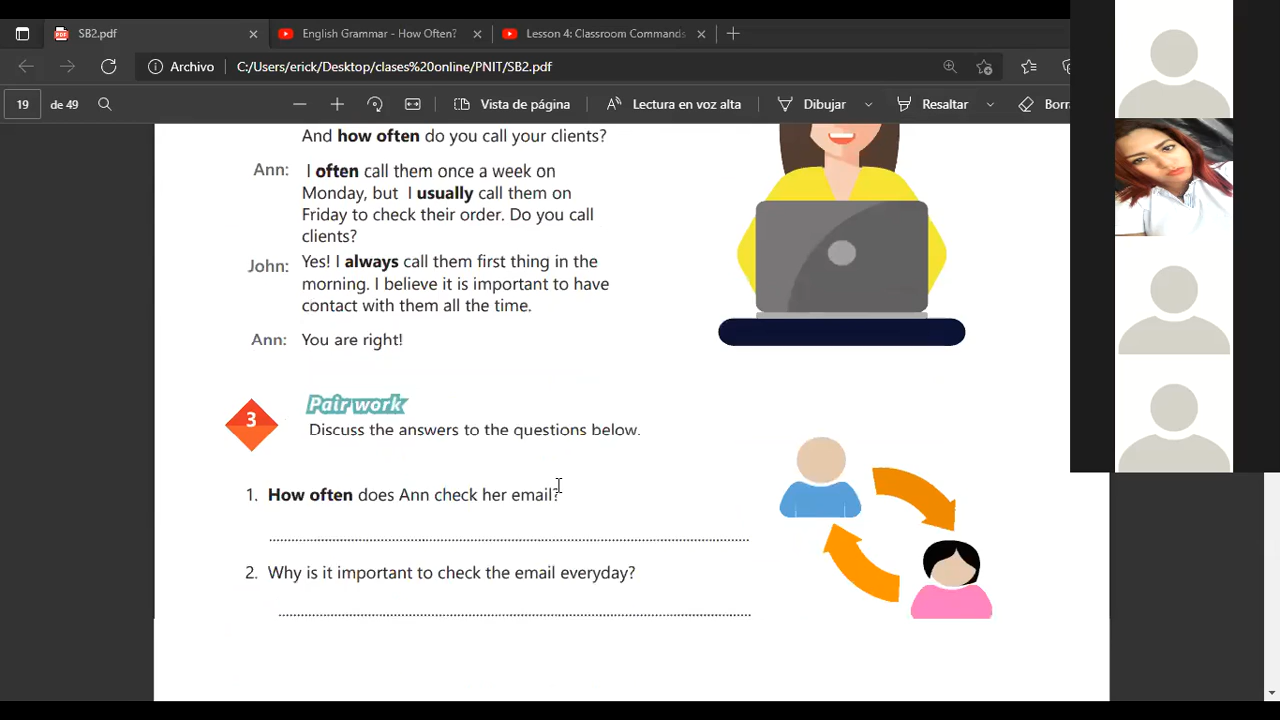 SB2.pdf
English Grammar - How Often?
Lesson 4: Classroom Commands
Archivo
C:/Users/erick/Desktop/clases%20online/PNIT/SB2.pdf
19
de 49
Vista de página
Lectura en voz alta
Dibujar
Resaltar
And how often do you call your clients?
Ann: I often call them once a week on
Monday, but I usually call them on
Friday to check their order. Do you call
clients?
John: Yes! I always call them first thing in the
morning. I believe it is important to have
contact with them all the time.
Ann: You are right!
3
Pair work
Discuss the answers to the questions below.
1. How often does Ann check her email?
2. Why is it important to check the email everyday?